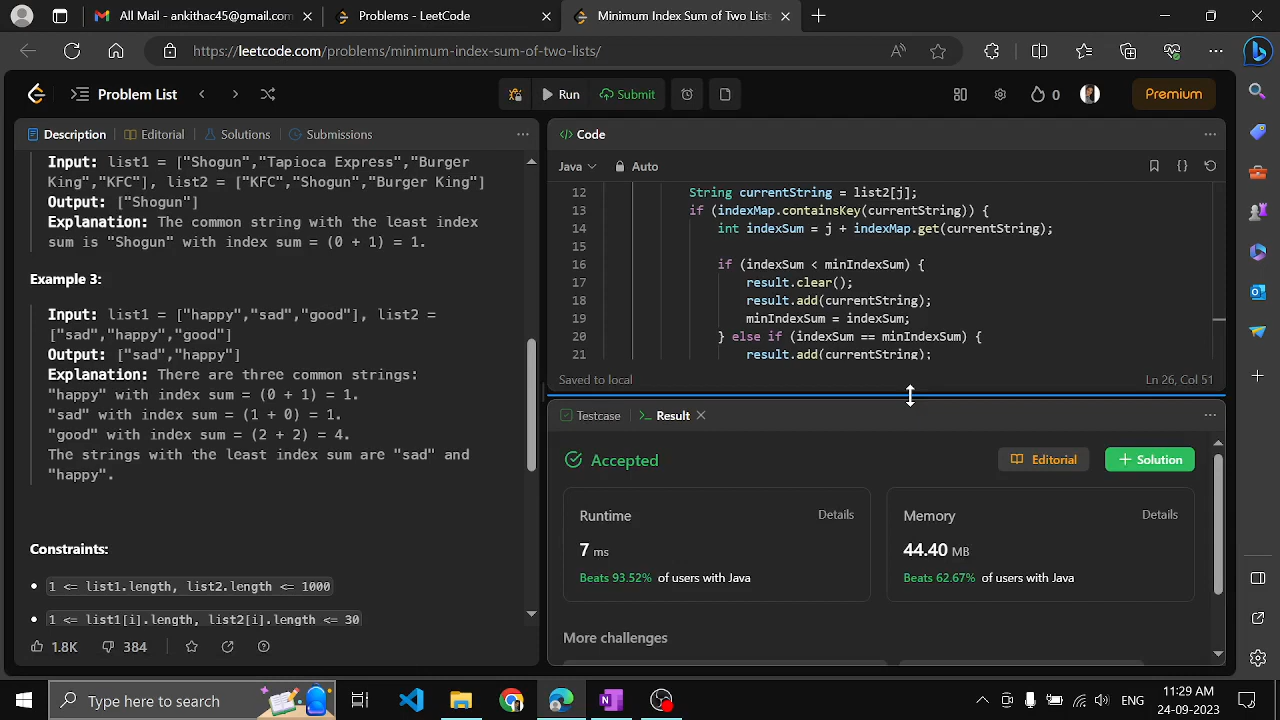 All Mail - ankithac45@gmail.com
Problems - LeetCode
Minimum Index Sum of Two Lists
https://leetcode.com/problems/minimum-index-sum-of-two-lists/
Problem List
Run
Submit
0
Premium
Description
Editorial
Solutions
Submissions
Input: list1 = ["Shogun","Tapioca Express","Burger
King","KFC"], list2 = ["KFC","Shogun","Burger King"]
Output: ["Shogun"]
Explanation: The common string with the least index
sum is "Shogun" with index sum = (0 + 1) = 1.
Example 3:
Input: list1 = ["happy","sad","good"], list2 =
["sad","happy","good"]
Output: ["sad","happy"]
Explanation: There are three common strings:
"happy" with index sum = (0 + 1) = 1.
"sad" with index sum = (1 + 0) = 1.
"good" with index sum = (2 + 2) = 4.
The strings with the least index sum are "sad" and
"happy".
Constraints:
1 <= list1.length, list2.length <= 1000
1 <= list1[i].length, list2[i].length <= 30
1.8K
384
Code
Java
Auto
12 String currentString = list2[j];
13 if (indexMap.containsKey(currentString)) {
14 int indexSum = j + indexMap.get(currentString);
15
16 if (indexSum < minIndexSum) {
17 result.clear();
18 result.add(currentString);
19 minIndexSum = indexSum;
20 } else if (indexSum == minIndexSum) {
21 result.add(currentString);
Saved to local
Ln 26, Col 51
Testcase
Result
Accepted
Editorial
Solution
Runtime
Details
7 ms
Beats 93.52% of users with Java
Memory
Details
44.40 MB
Beats 62.67% of users with Java
More challenges
Type here to search
ENG
11:29 AM
24-09-2023